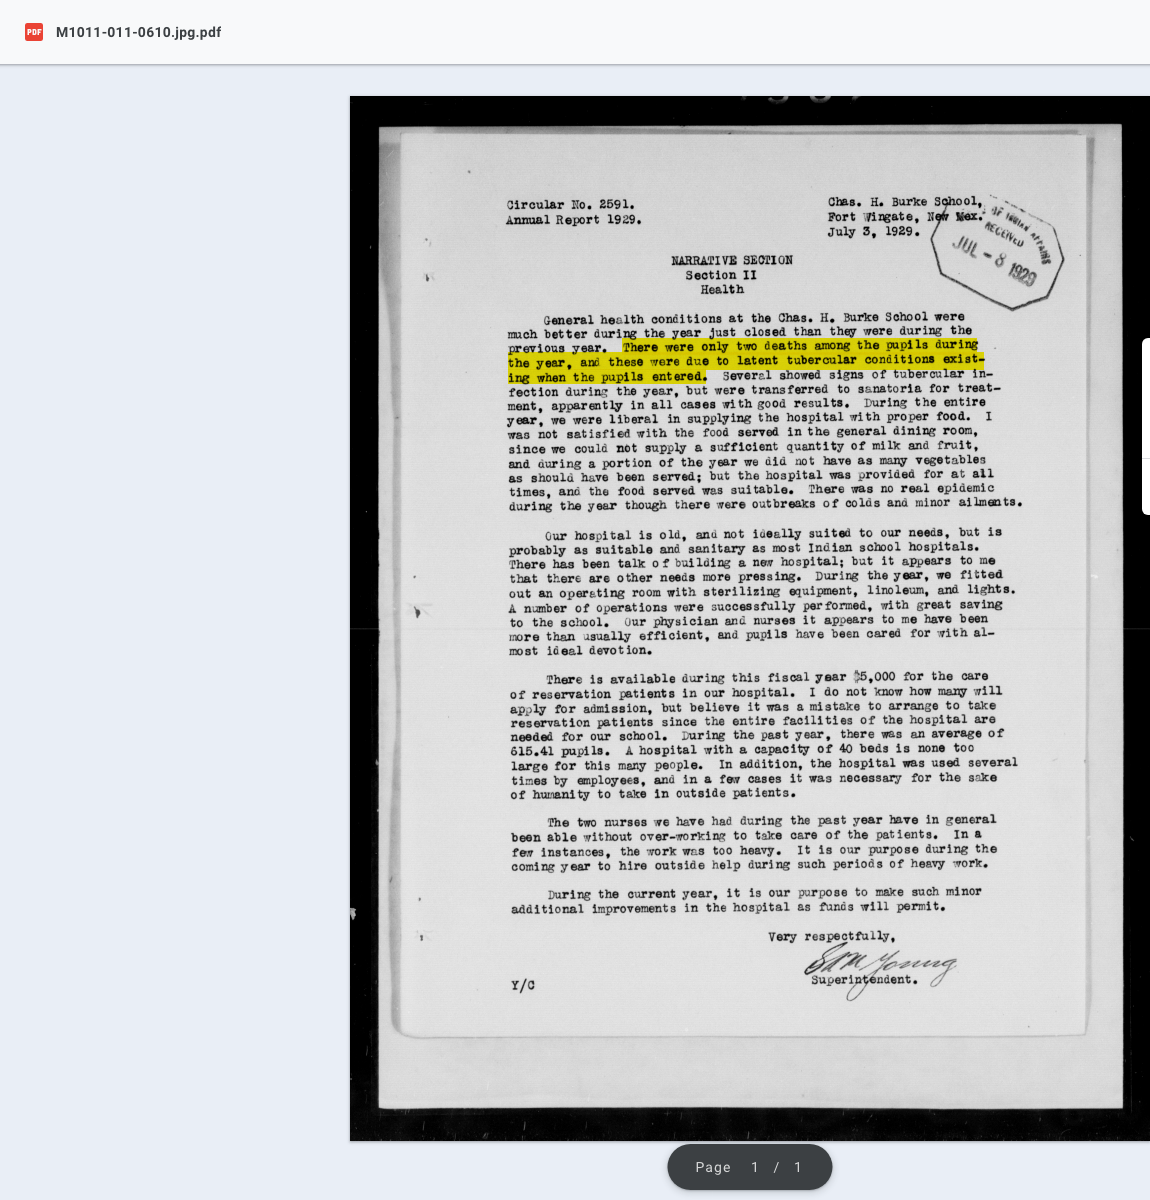 PDF M1011-011-0610.jpg.pdf
Circular No. 2591.
Annual Report 1929.
Chas. H. Burke School,
Fort Wingate, New Mex.
July 3, 1929.
OF INDIAN AFFAIRS
RECEIVED
JUL - 8 1929
NARRATIVE SECTION
Section II
Health
General health conditions at the Chas. H. Burke School were
much better during the year just closed than they were during the
previous year. There were only two deaths among the pupils during
the year, and these were due to latent tubercular conditions exist-
ing when the pupils entered. Several showed signs of tubercular in-
fection during the year, but were transferred to sanatoria for treat-
ment, apparently in all cases with good results. During the entire
year, we were liberal in supplying the hospital with proper food. I
was not satisfied with the food served in the general dining room,
since we could not supply a sufficient quantity of milk and fruit,
and during a portion of the year we did not have as many vegetables
as should have been served; but the hospital was provided for at all
times, and the food served was suitable. There was no real epidemic
during the year though there were outbreaks of colds and minor ailments.
Our hospital is old, and not ideally suited to our needs, but is
probably as suitable and sanitary as most Indian school hospitals.
There has been talk of building a new hospital; but it appears to me
that there are other needs more pressing. During the year, we fitted
out an operating room with sterilizing equipment, linoleum, and lights.
A number of operations were successfully performed, with great saving
to the school. Our physician and nurses it appears to me have been
more than usually efficient, and pupils have been cared for with al-
most ideal devotion.
There is available during this fiscal year $5,000 for the care
of reservation patients in our hospital. I do not know how many will
apply for admission, but believe it was a mistake to arrange to take
reservation patients since the entire facilities of the hospital are
needed for our school. During the past year, there was an average of
615.41 pupils. A hospital with a capacity of 40 beds is none too
large for this many people. In addition, the hospital was used several
times by employees, and in a few cases it was necessary for the sake
of humanity to take in outside patients.
The two nurses we have had during the past year have in general
been able without over-working to take care of the patients. In a
few instances, the work was too heavy. It is our purpose during the
coming year to hire outside help during such periods of heavy work.
During the current year, it is our purpose to make such minor
additional improvements in the hospital as funds will permit.
Very respectfully,
Young
Superintendent.
Y/C
Page 1 / 1